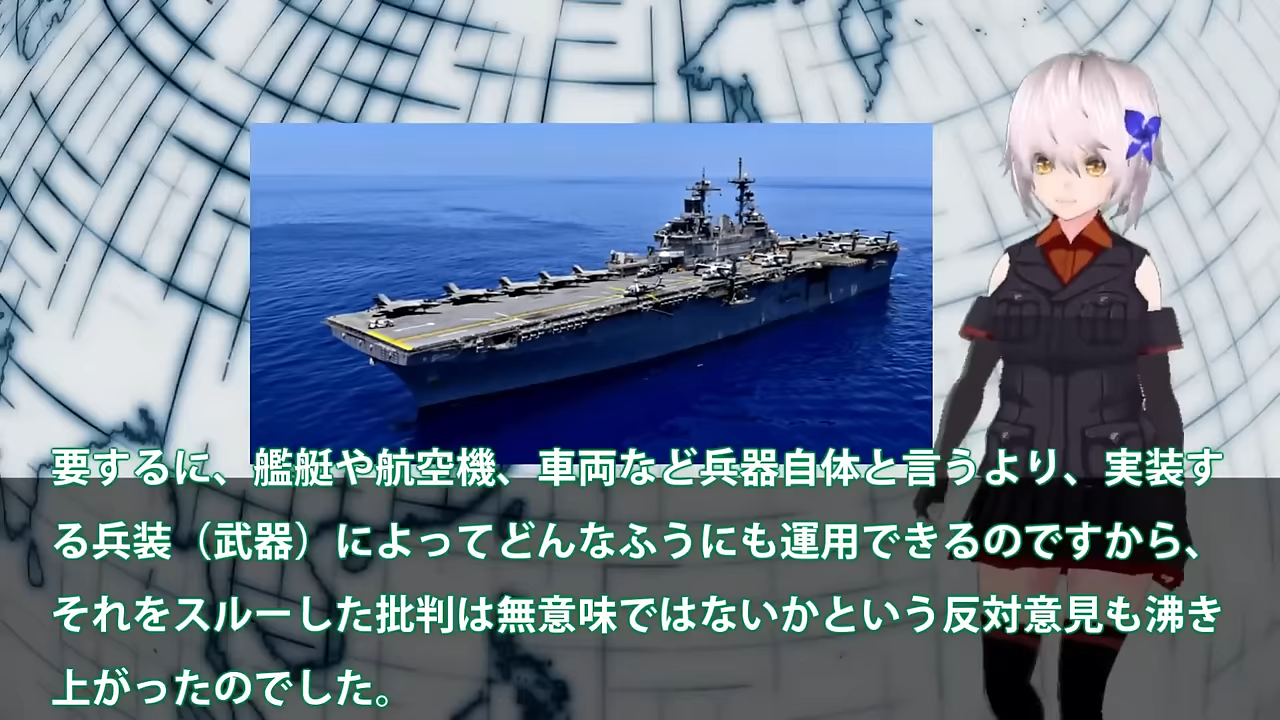 要するに、艦艇や航空機、車両など兵器自体と言うより、実装す
る兵装（武器）によってどんなふうにも運用できるのですから、
それをスルーした批判は無意味ではないかという反対意見も沸き
上がったのでした。